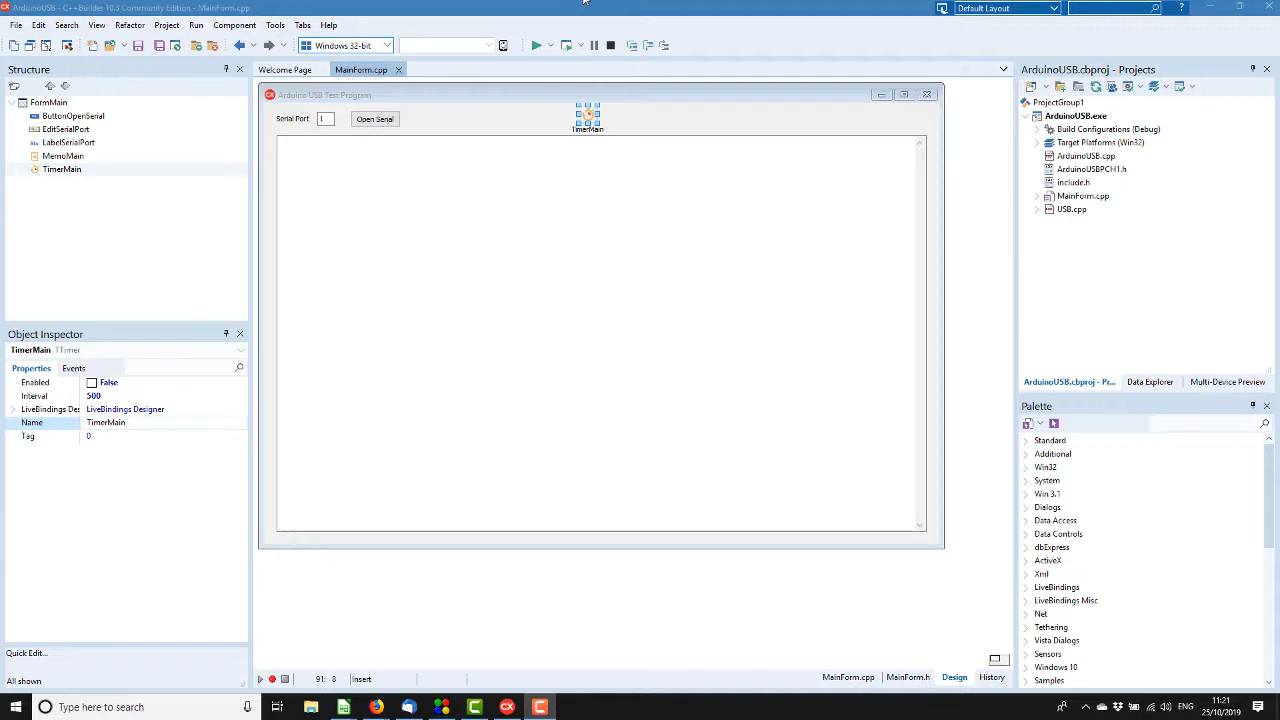 ArduinoUSB - C++Builder 10.3 Community Edition - MainForm.cpp
Default Layout
File Edit Search View Refactor Project Run Component Tools Tabs Help
Windows 32-bit
Structure
Welcome Page MainForm.cpp
ArduinoUSB.cbproj - Projects
FormMain
ButtonOpenSerial
EditSerialPort
LabelSerialPort
MemoMain
TimerMain
Arduino USB Test Program
Serial Port 1 Open Serial
TimerMain
ProjectGroup1
ArduinoUSB.exe
Build Configurations (Debug)
Target Platforms (Win32)
ArduinoUSB.cpp
ArduinoUSBPCH1.h
include.h
MainForm.cpp
USB.cpp
Object Inspector
TimerMain TTimer
Properties Events
Enabled False
Interval 500
LiveBindings Des LiveBindings Designer
Name TimerMain
Tag 0
ArduinoUSB.cbproj - Pr... Data Explorer Multi-Device Preview
Palette
Standard
Additional
Win32
System
Win 3.1
Dialogs
Data Access
Data Controls
dbExpress
ActiveX
Xml
LiveBindings
LiveBindings Misc
Net
Tethering
Vista Dialogs
Sensors
Windows 10
Samples
Quick Edit...
All shown
91: 8 Insert
MainForm.cpp MainForm.h Design History
Type here to search
ENG
11:21
25/10/2019